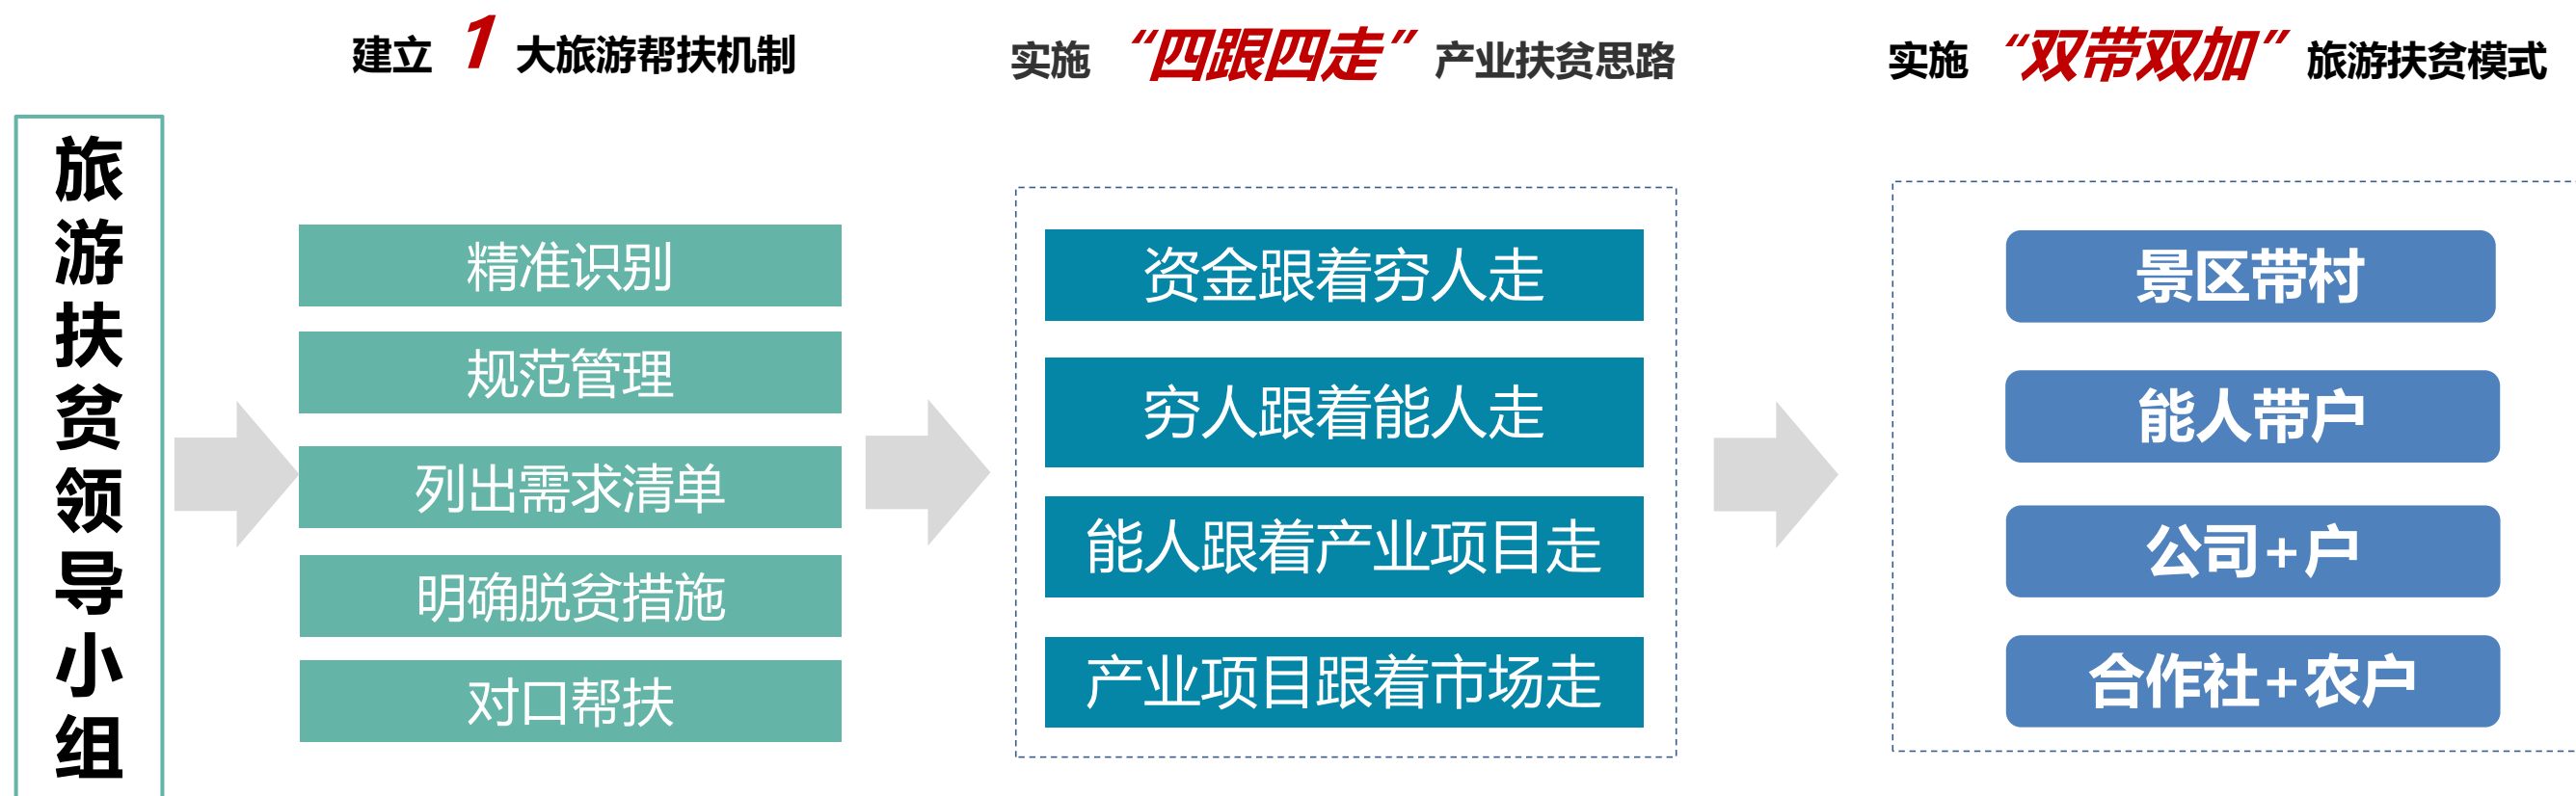 建立 1 大旅游帮扶机制
实施 “四跟四走” 产业扶贫思路
实施 “双带双加” 旅游扶贫模式
旅游扶贫领导小组
精准识别
规范管理
列出需求清单
明确脱贫措施
对口帮扶
资金跟着穷人走
穷人跟着能人走
能人跟着产业项目走
产业项目跟着市场走
景区带村
能人带户
公司+户
合作社+农户